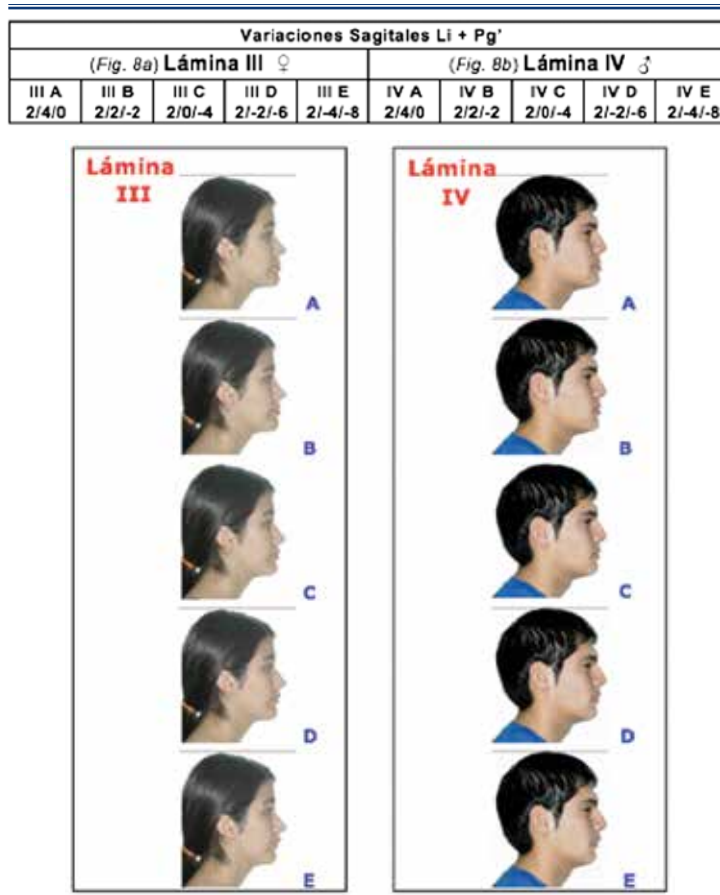 Variaciones Sagitales Li + Pg'
(Fig. 8a) Lámina III ♀ (Fig. 8b) Lámina IV ♂
III A III B III C III D III E IV A IV B IV C IV D IV E
2/4/0 2/2/-2 2/0/-4 2/-2/-6 2/-4/-8 2/4/0 2/2/-2 2/0/-4 2/-2/-6 2/-4/-8
Lámina
III
A
B
C
D
E
Lámina
IV
A
B
C
D
E